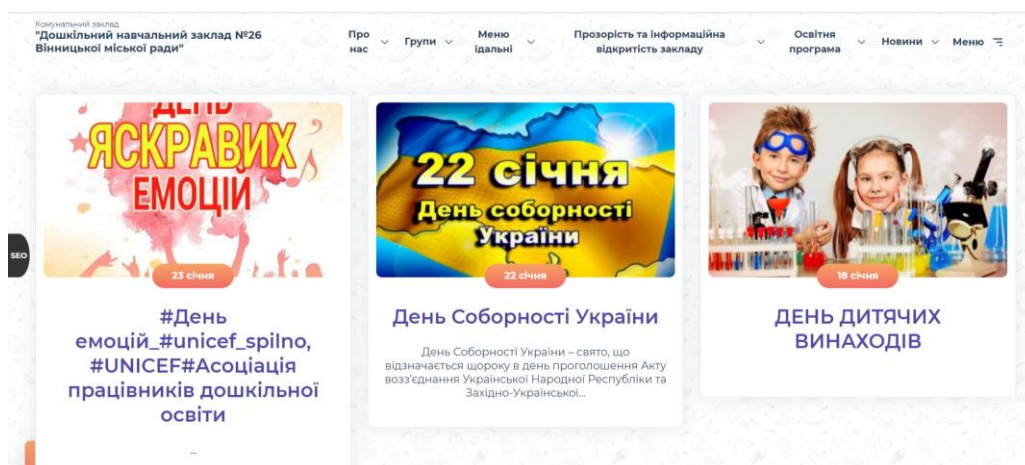 Комунальний заклад
"Дошкільний навчальний заклад №26
Вінницької міської ради"
Про
нас
Групи
Меню
їдальні
Прозорість та інформаційна
відкритість закладу
Освітня
програма
Новини
Меню
ДЕНЬ
ЯСКРАВИХ
ЕМОЦІЙ
23 січня
#День
емоцій_#unicef_spilno,
#UNICEF#Асоціація
працівників дошкільної
освіти
...
22 січня
День соборності
України
22 січня
День Соборності України
День Соборності України – свято, що
відзначається щороку в день проголошення Акту
возз'єднання Української Народної Республіки та
Західно-Української...
18 січня
ДЕНЬ ДИТЯЧИХ
ВИНАХОДІВ
SEO